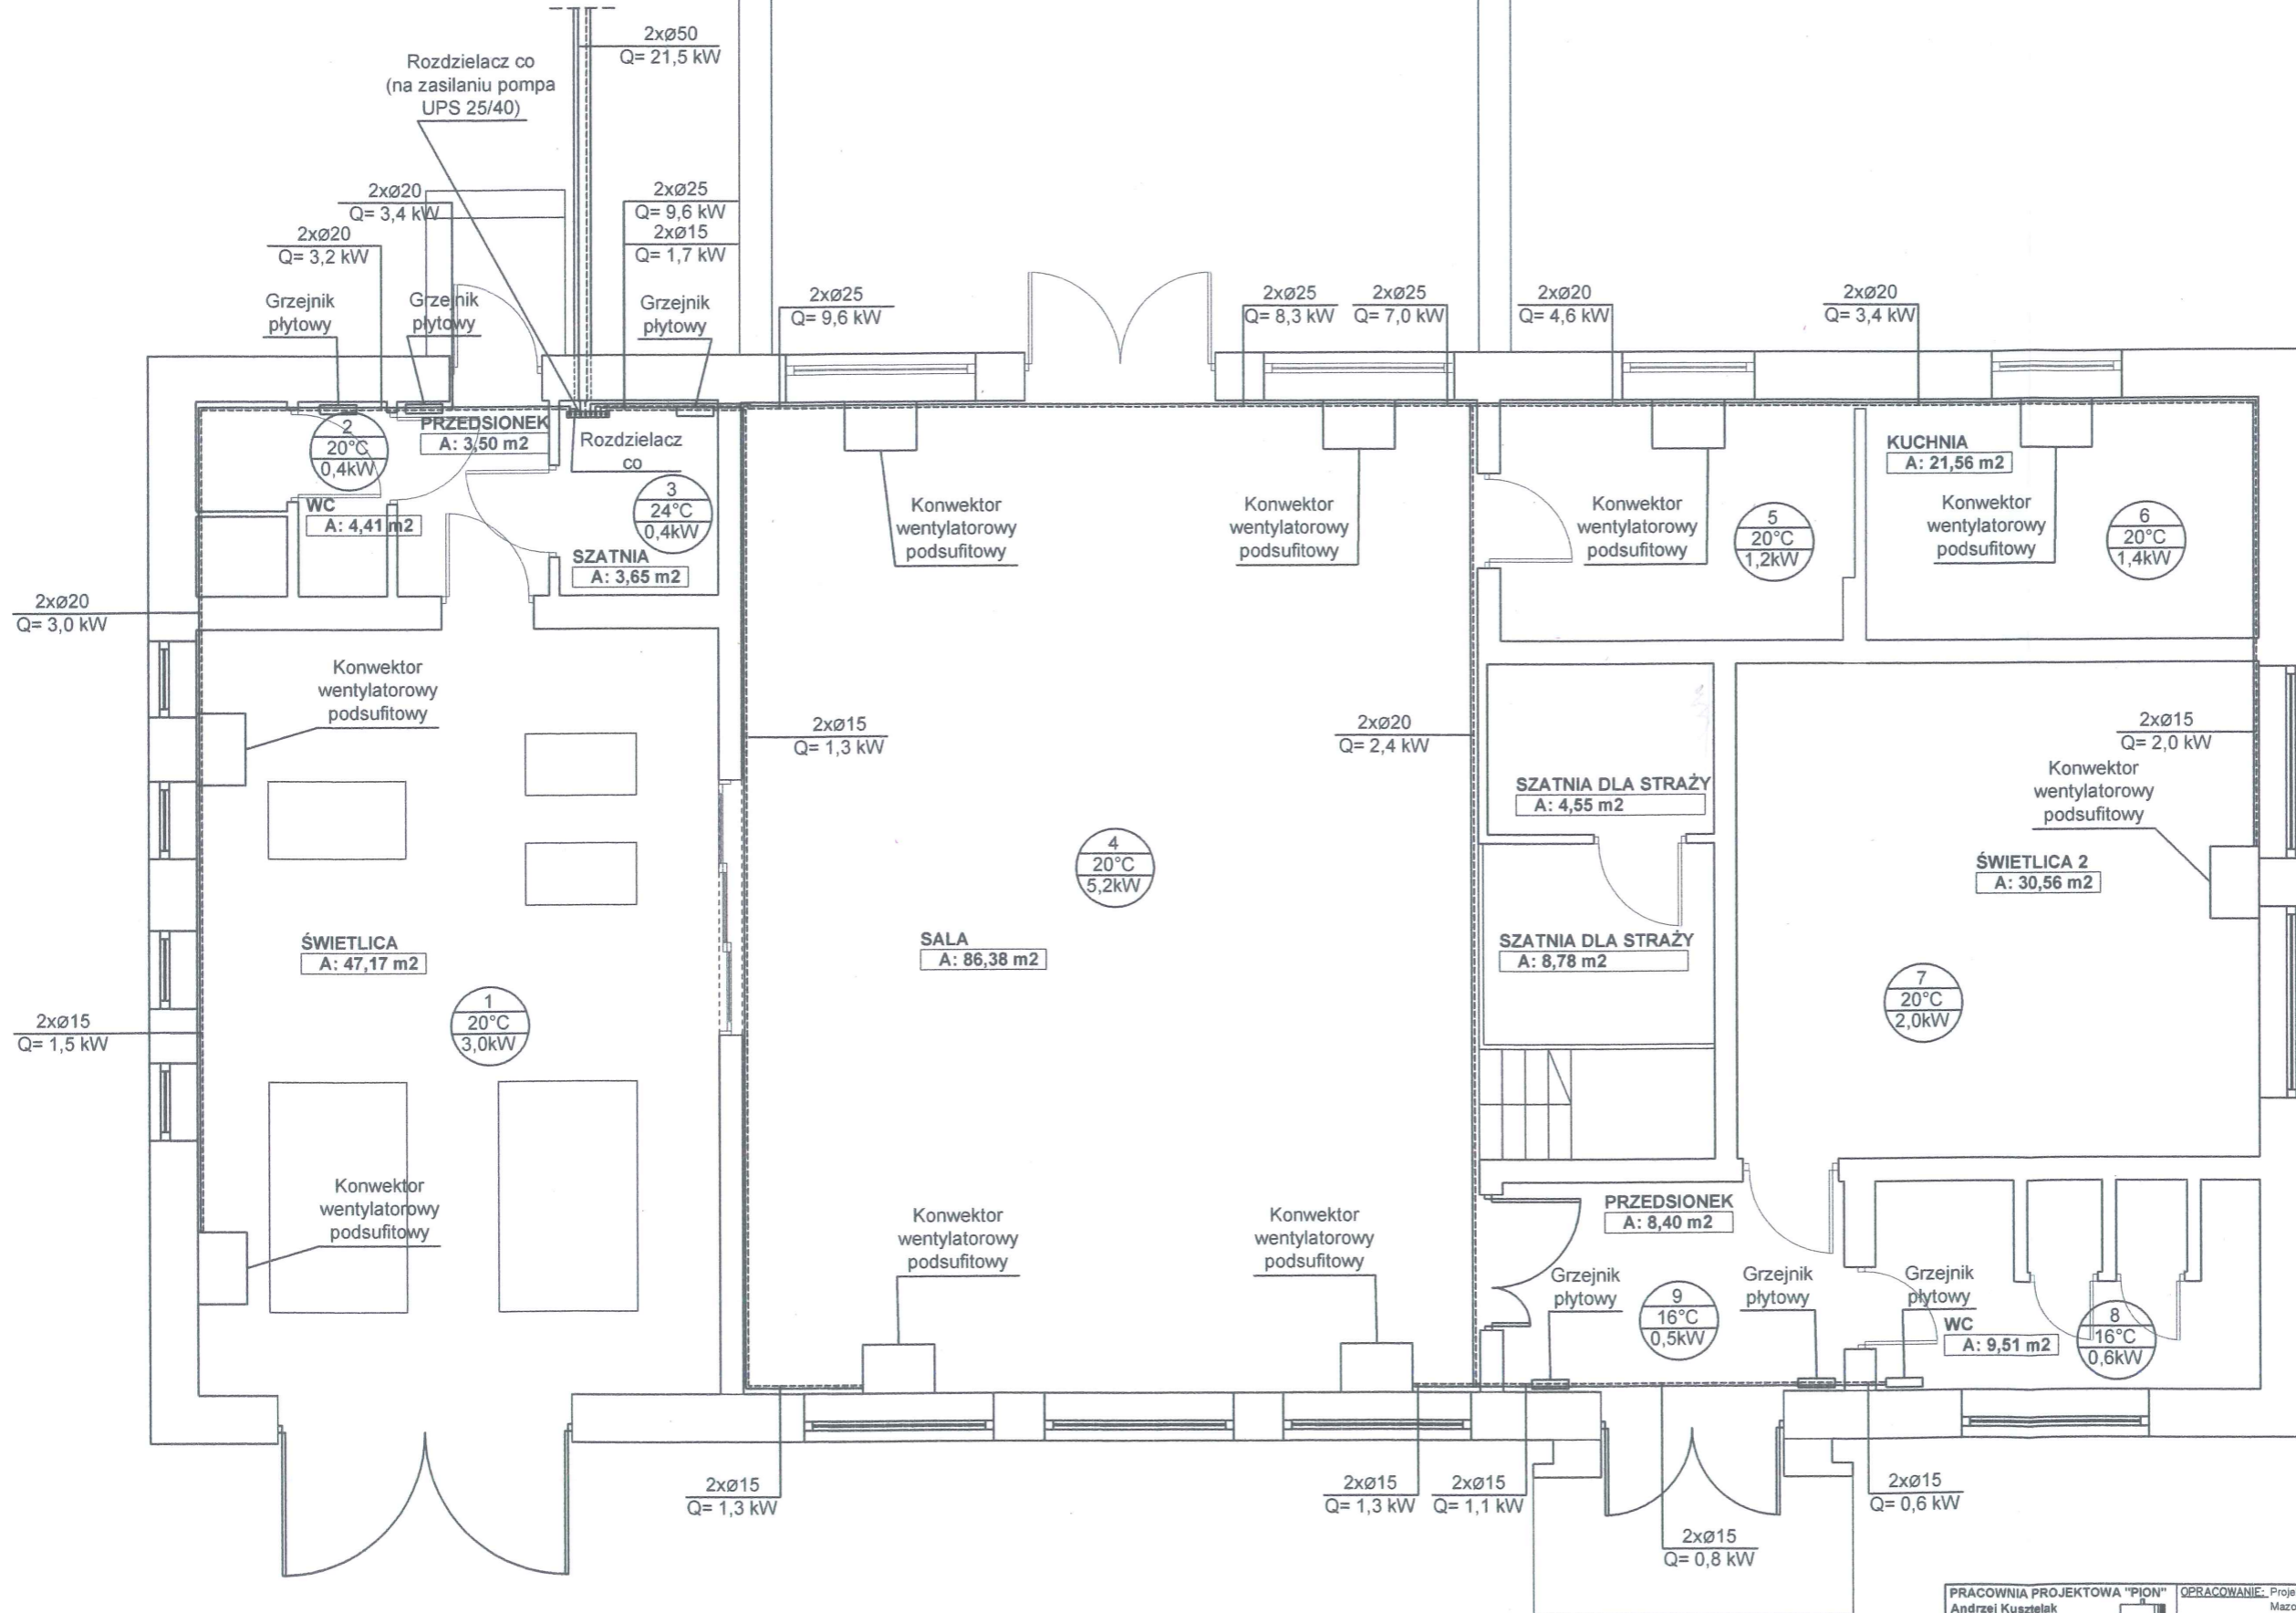 2xø50
Q= 21,5 kW
Rozdzielacz co
(na zasilaniu pompa
UPS 25/40)
2xø20
Q= 3,4 kW
2xø20
Q= 3,2 kW
2xø25
Q= 9,6 kW
2xø15
Q= 1,7 kW
Grzejnik
płytowy
Grzejnik
płytowy
Grzejnik
płytowy
2xø25
Q= 9,6 kW
2xø25
Q= 8,3 kW
2xø25
Q= 7,0 kW
2xø20
Q= 4,6 kW
2xø20
Q= 3,4 kW
2
20°C
0,4kW
PRZEDSIONEK
A: 3,50 m2
Rozdzielacz
co
WC
A: 4,41 m2
3
24°C
0,4kW
SZATNIA
A: 3,65 m2
Konwektor
wentylatorowy
podsufitowy
Konwektor
wentylatorowy
podsufitowy
Konwektor
wentylatorowy
podsufitowy
5
20°C
1,2kW
KUCHNIA
A: 21,56 m2
Konwektor
wentylatorowy
podsufitowy
6
20°C
1,4kW
2xø20
Q= 3,0 kW
Konwektor
wentylatorowy
podsufitowy
2xø15
Q= 1,3 kW
2xø20
Q= 2,4 kW
2xø15
Q= 2,0 kW
Konwektor
wentylatorowy
podsufitowy
SZATNIA DLA STRAŻY
A: 4,55 m2
4
20°C
5,2kW
ŚWIETLICA 2
A: 30,56 m2
ŚWIETLICA
A: 47,17 m2
SALA
A: 86,38 m2
SZATNIA DLA STRAŻY
A: 8,78 m2
7
20°C
2,0kW
1
20°C
3,0kW
2xø15
Q= 1,5 kW
Konwektor
wentylatorowy
podsufitowy
Konwektor
wentylatorowy
podsufitowy
Konwektor
wentylatorowy
podsufitowy
PRZEDSIONEK
A: 8,40 m2
Grzejnik
płytowy
9
16°C
0,5kW
Grzejnik
płytowy
Grzejnik
płytowy
WC
A: 9,51 m2
8
16°C
0,6kW
2xø15
Q= 1,3 kW
2xø15
Q= 1,3 kW
2xø15
Q= 1,1 kW
2xø15
Q= 0,6 kW
2xø15
Q= 0,8 kW
PRACOWNIA PROJEKTOWA "PION"
Andrzej Kusztelak
OPRACOWANIE: Proje
Mazo